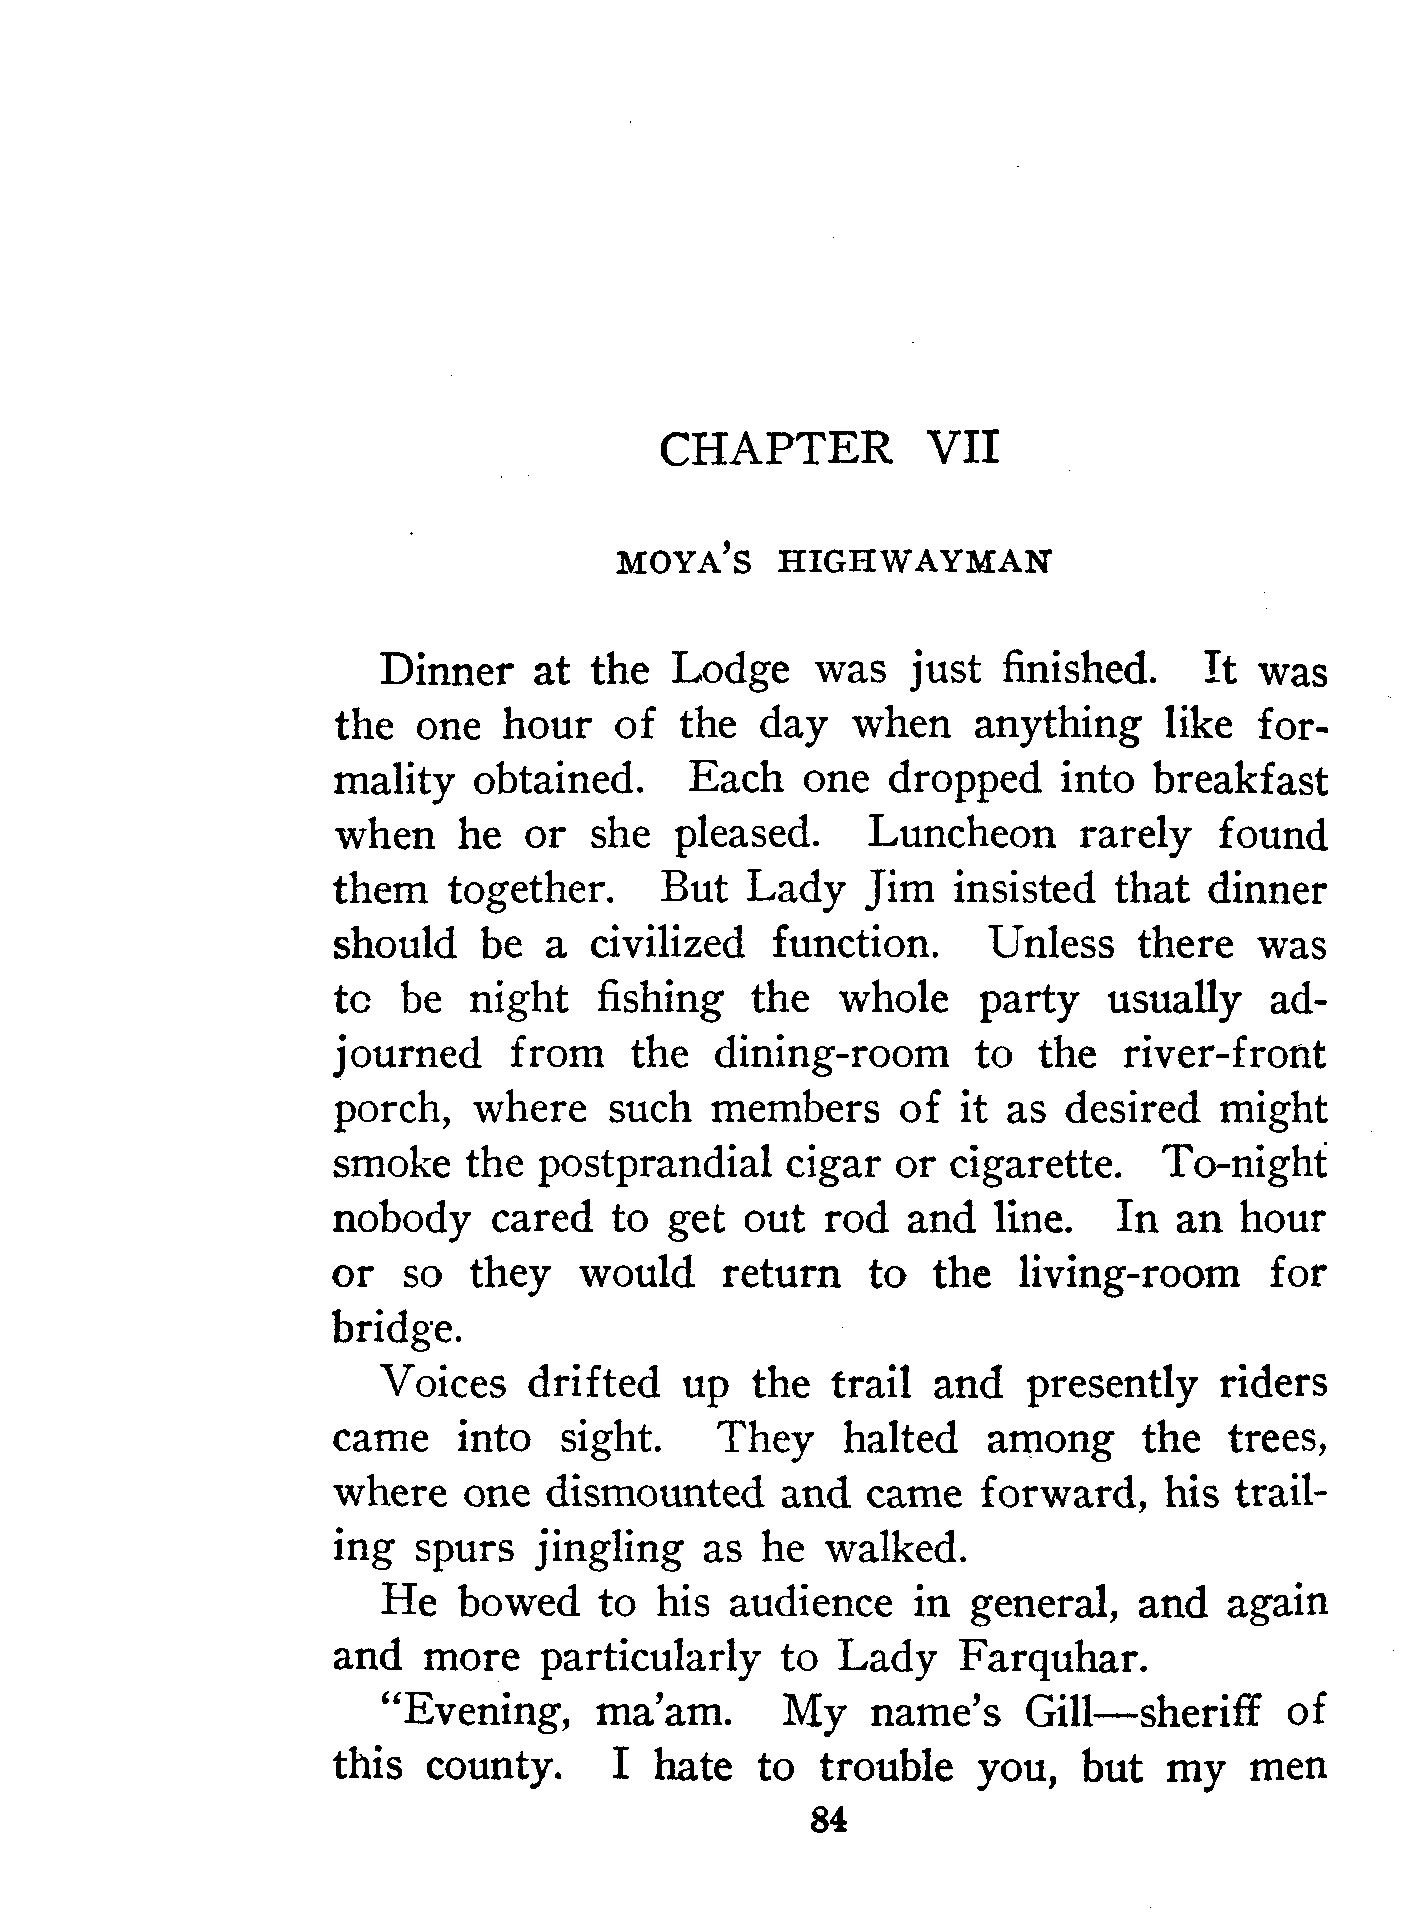 CHAPTER VII
MOYA'S HIGHWAYMAN
Dinner at the Lodge was just finished. It was
the one hour of the day when anything like for-
mality obtained. Each one dropped into breakfast
when he or she pleased. Luncheon rarely found
them together. But Lady Jim insisted that dinner
should be a civilized function. Unless there was
to be night fishing the whole party usually ad-
journed from the dining-room to the river-front
porch, where such members of it as desired might
smoke the postprandial cigar or cigarette. To-night
nobody cared to get out rod and line. In an hour
or so they would return to the living-room for
bridge.
Voices drifted up the trail and presently riders
came into sight. They halted among the trees,
where one dismounted and came forward, his trail-
ing spurs jingling as he walked.
He bowed to his audience in general, and again
and more particularly to Lady Farquhar.
“Evening, ma’am. My name’s Gill—sheriff of
this county. I hate to trouble you, but my men
84